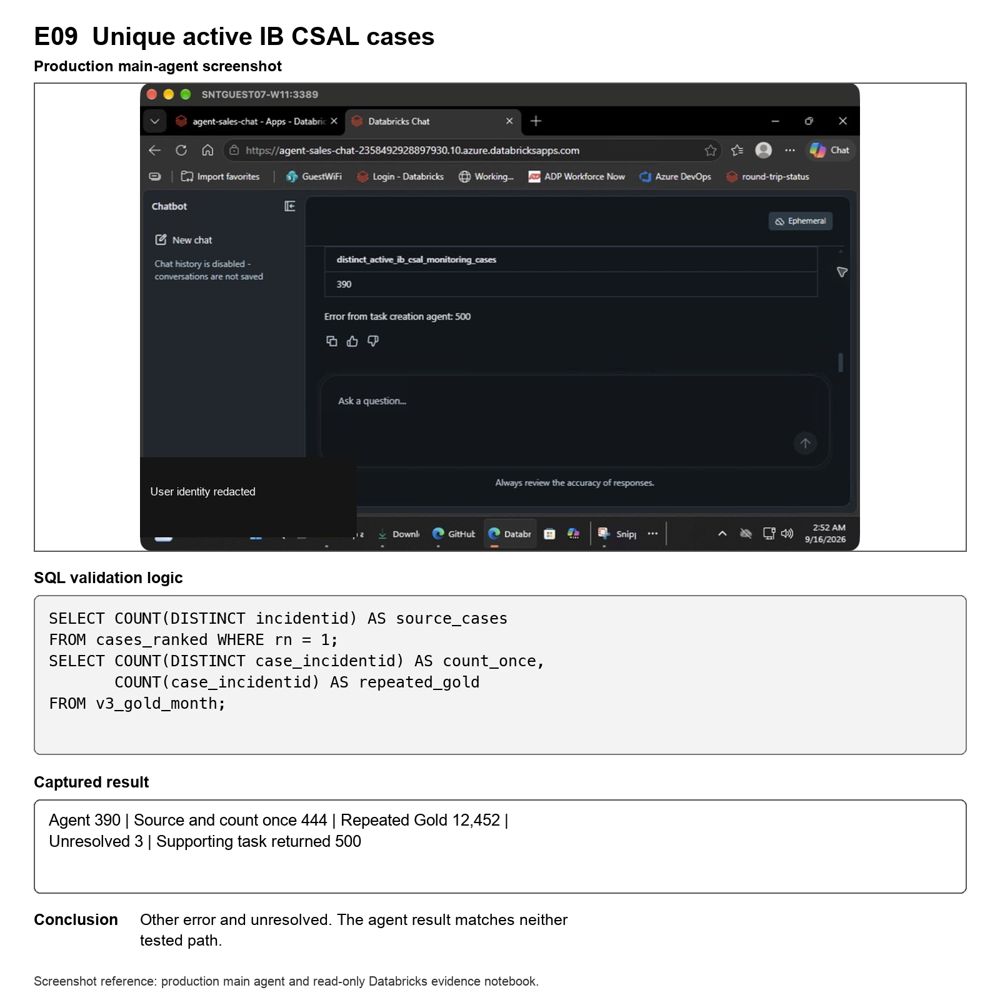 E09  Unique active IB CSAL cases
Production main-agent screenshot
SNTGUEST07-W11:3389
agent-sales-chat - Apps - Databric
Databricks Chat
https://agent-sales-chat-2358492928897930.10.azure.databricksapps.com
Chat
Import favorites
GuestWiFi
Login - Databricks
Working...
ADP Workforce Now
Azure DevOps
round-trip-status
Chatbot
Ephemeral
New chat
Chat history is disabled -
conversations are not saved
distinct_active_ib_csal_monitoring_cases
390
Error from task creation agent: 500
Ask a question...
Always review the accuracy of responses.
User identity redacted
Downl
GitHub
Databr
Snip
2:52 AM
9/16/2026
SQL validation logic
SELECT COUNT(DISTINCT incidentid) AS source_cases
FROM cases_ranked WHERE rn = 1;
SELECT COUNT(DISTINCT case_incidentid) AS count_once,
       COUNT(case_incidentid) AS repeated_gold
FROM v3_gold_month;
Captured result
Agent 390 | Source and count once 444 | Repeated Gold 12,452 |
Unresolved 3 | Supporting task returned 500
Conclusion Other error and unresolved. The agent result matches neither
tested path.
Screenshot reference: production main agent and read-only Databricks evidence notebook.